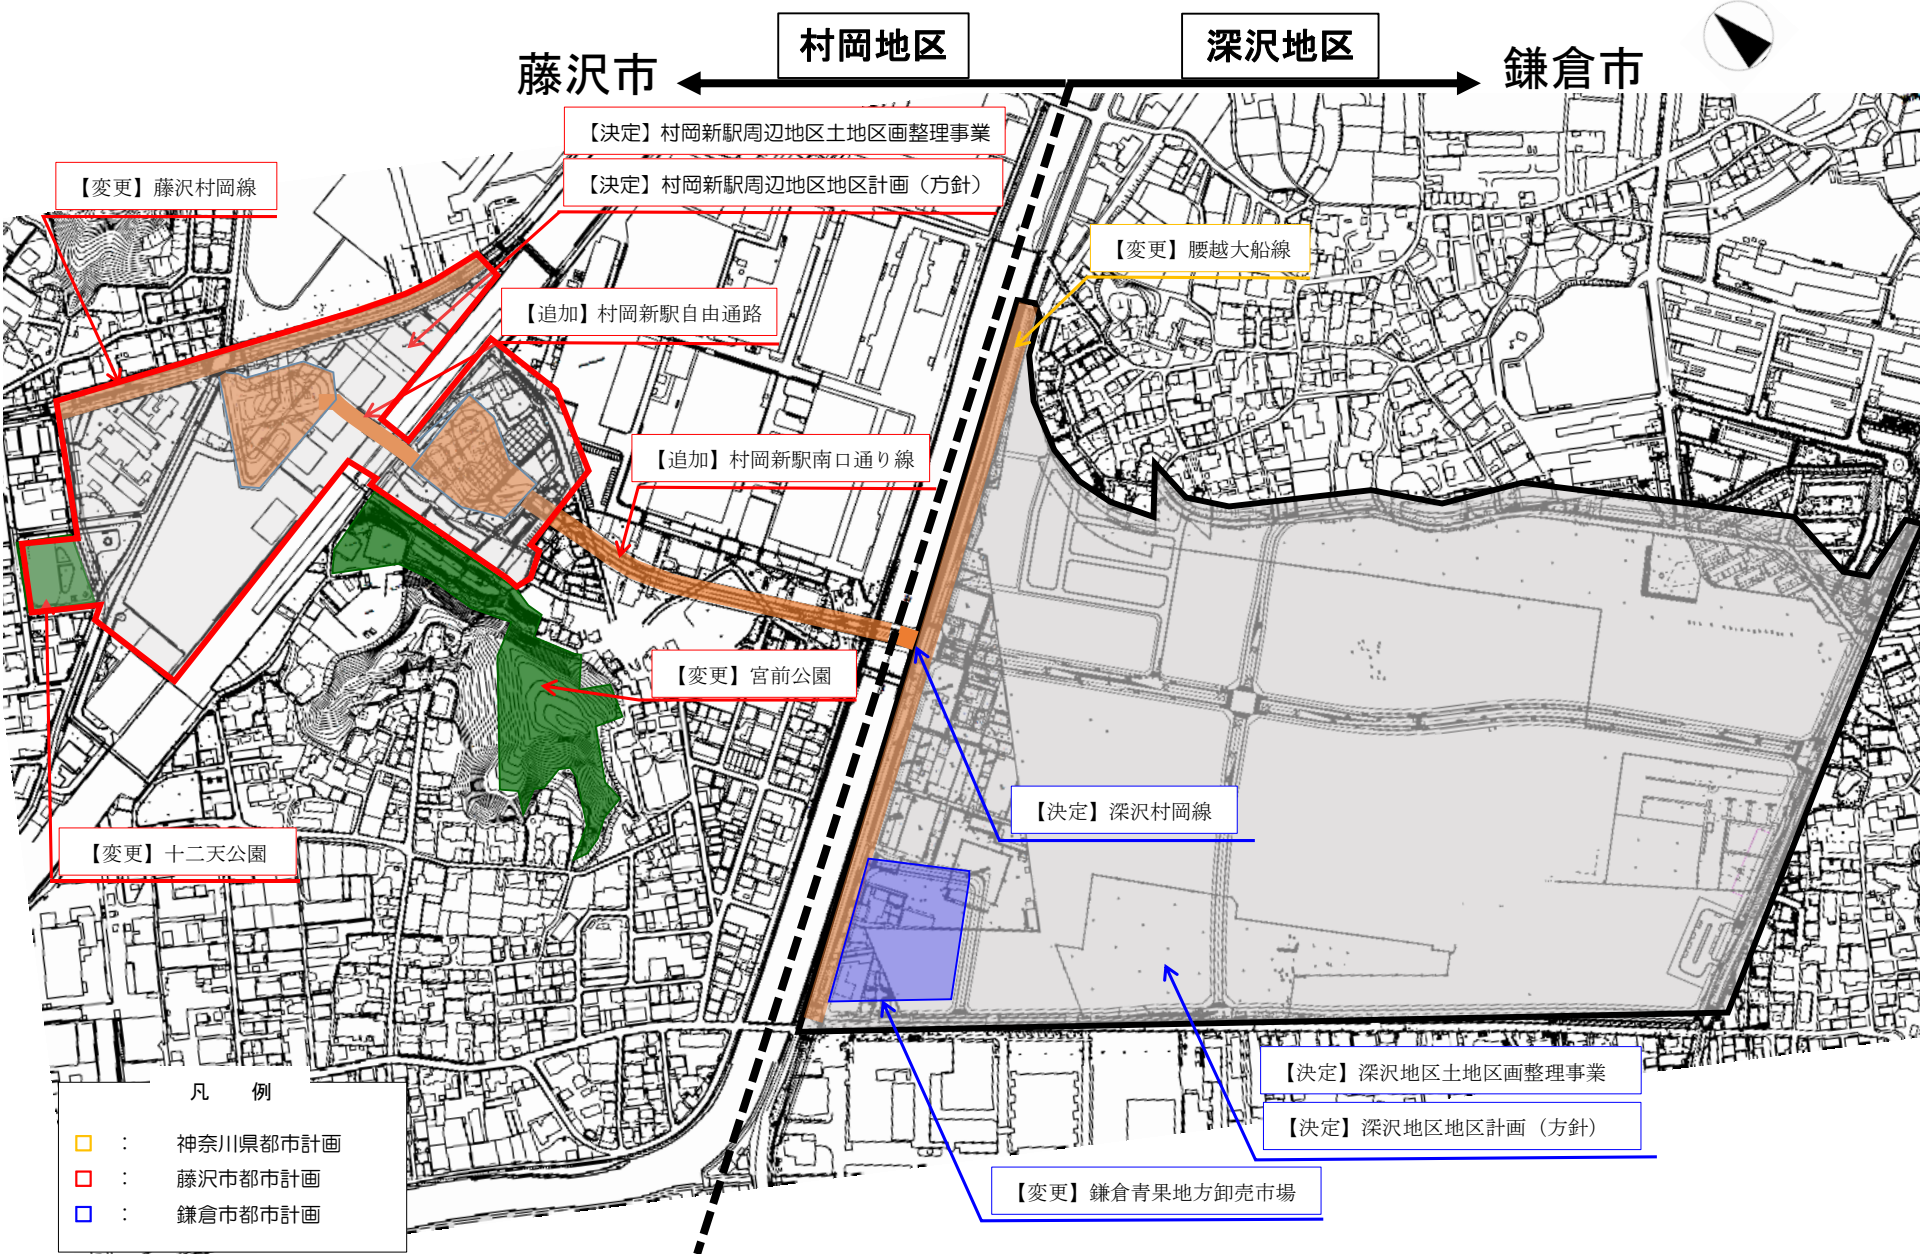 村岡地区
深沢地区
藤沢市
鎌倉市
【決定】村岡新駅周辺地区土地区画整理事業
【決定】村岡新駅周辺地区地区計画（方針）
【変更】藤沢村岡線
【変更】腰越大船線
【追加】村岡新駅自由通路
【追加】村岡新駅南口通り線
【変更】宮前公園
【決定】深沢村岡線
【変更】十二天公園
【決定】深沢地区土地区画整理事業
【決定】深沢地区地区計画（方針）
【変更】鎌倉青果地方卸売市場
凡　例
：　神奈川県都市計画
：　藤沢市都市計画
：　鎌倉市都市計画